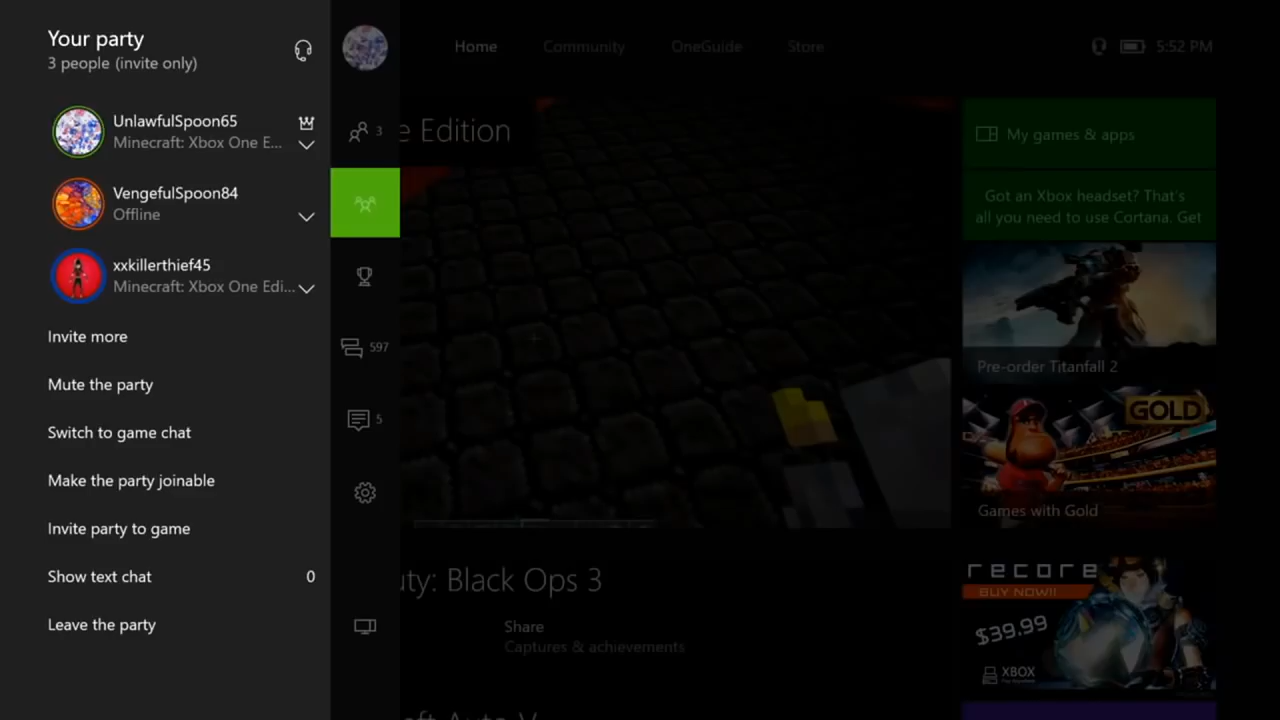 Your party
3 people (invite only)
UnlawfulSpoon65
Minecraft: Xbox One E...
VengefulSpoon84
Offline
xxkillerthief45
Minecraft: Xbox One Edi...
Invite more
Mute the party
Switch to game chat
Make the party joinable
Invite party to game
Show text chat 0
Leave the party
3
597
5
Home Community OneGuide Store
5:52 PM
e Edition
uty: Black Ops 3
Share
Captures & achievements
My games & apps
Got an Xbox headset? That's
all you need to use Cortana. Get
Pre-order Titanfall 2
GOLD
Games with Gold
recore
BUY NOW!!
$39.99
XBOX